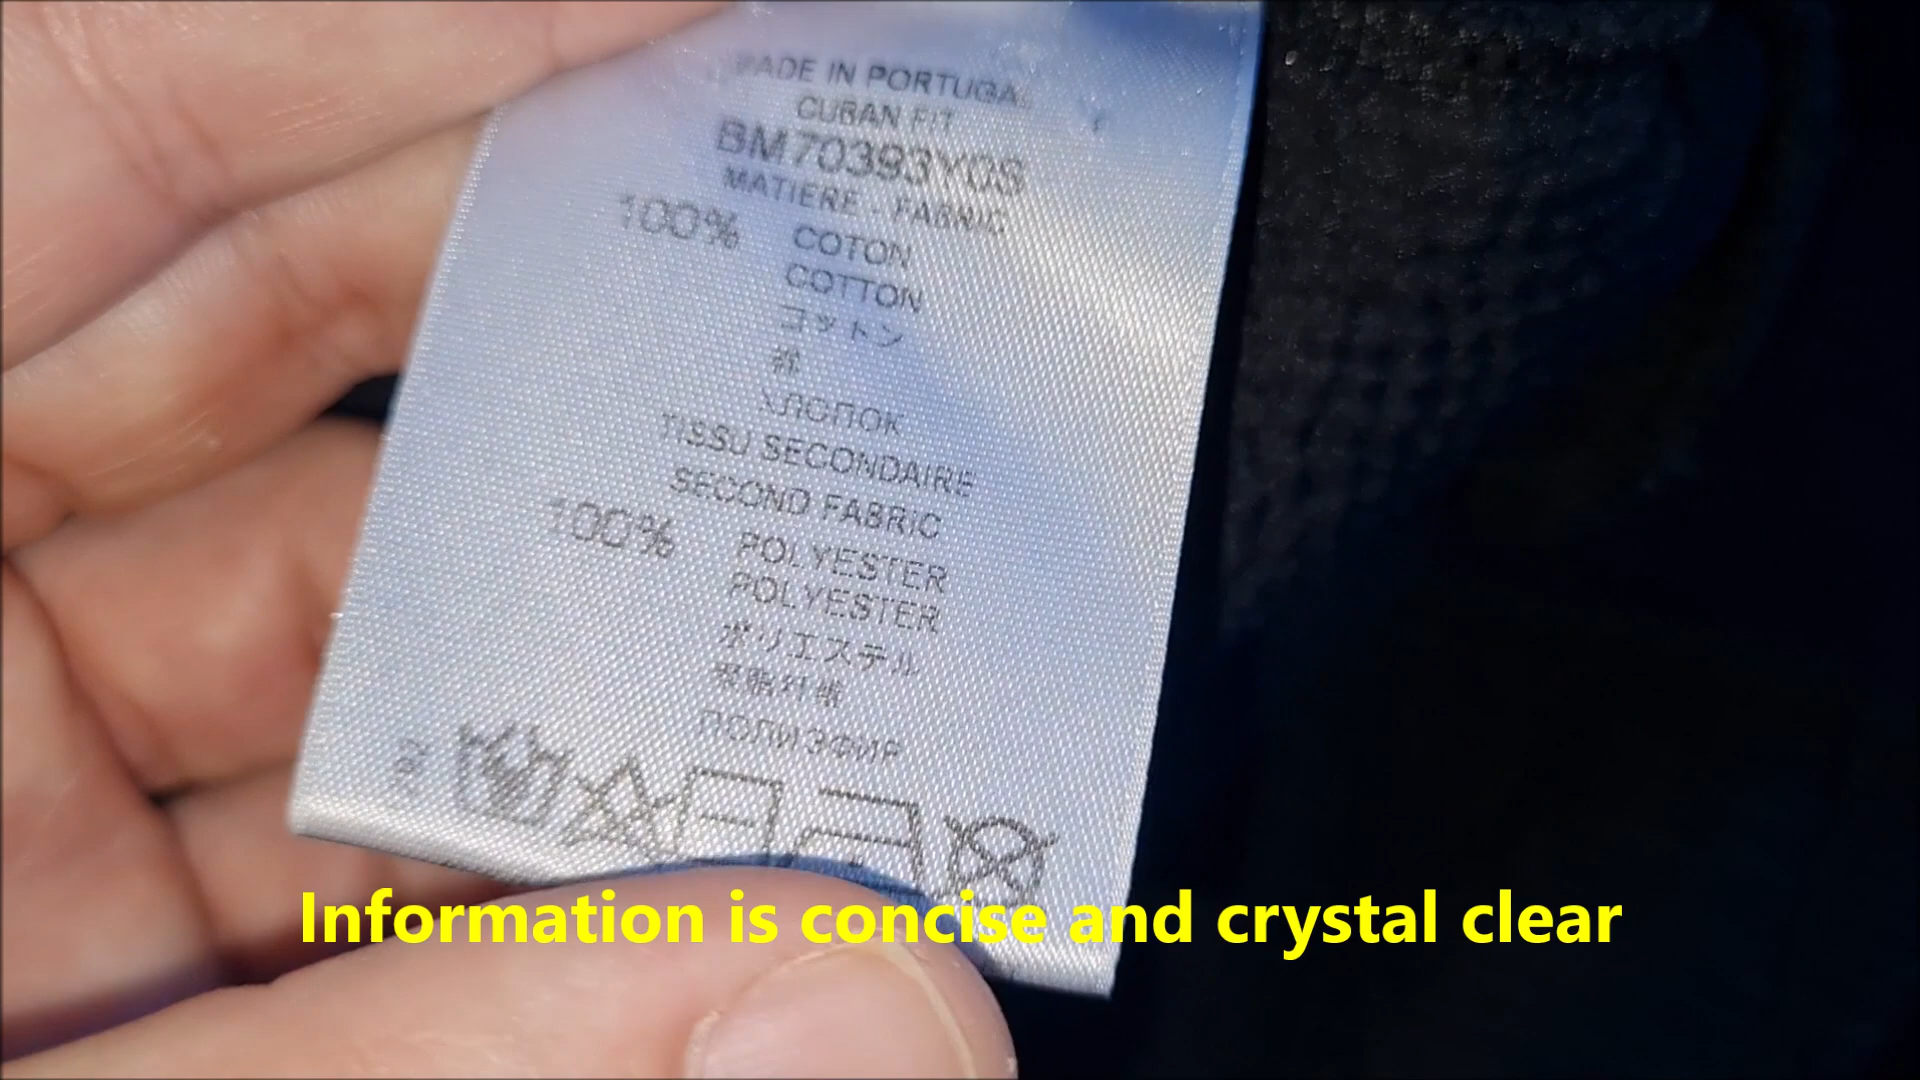 MADE IN PORTUGAL
CUBAN FIT
BM70393Y0S
MATIERE - FABRIC
100% COTON
COTTON
コットン
棉
ХЛОПОК
TISSU SECONDAIRE
SECOND FABRIC
100% POLYESTER
POLYESTER
ポリエステル
聚酯纤维
ПОЛИЭФИР
Information is concise and crystal clear